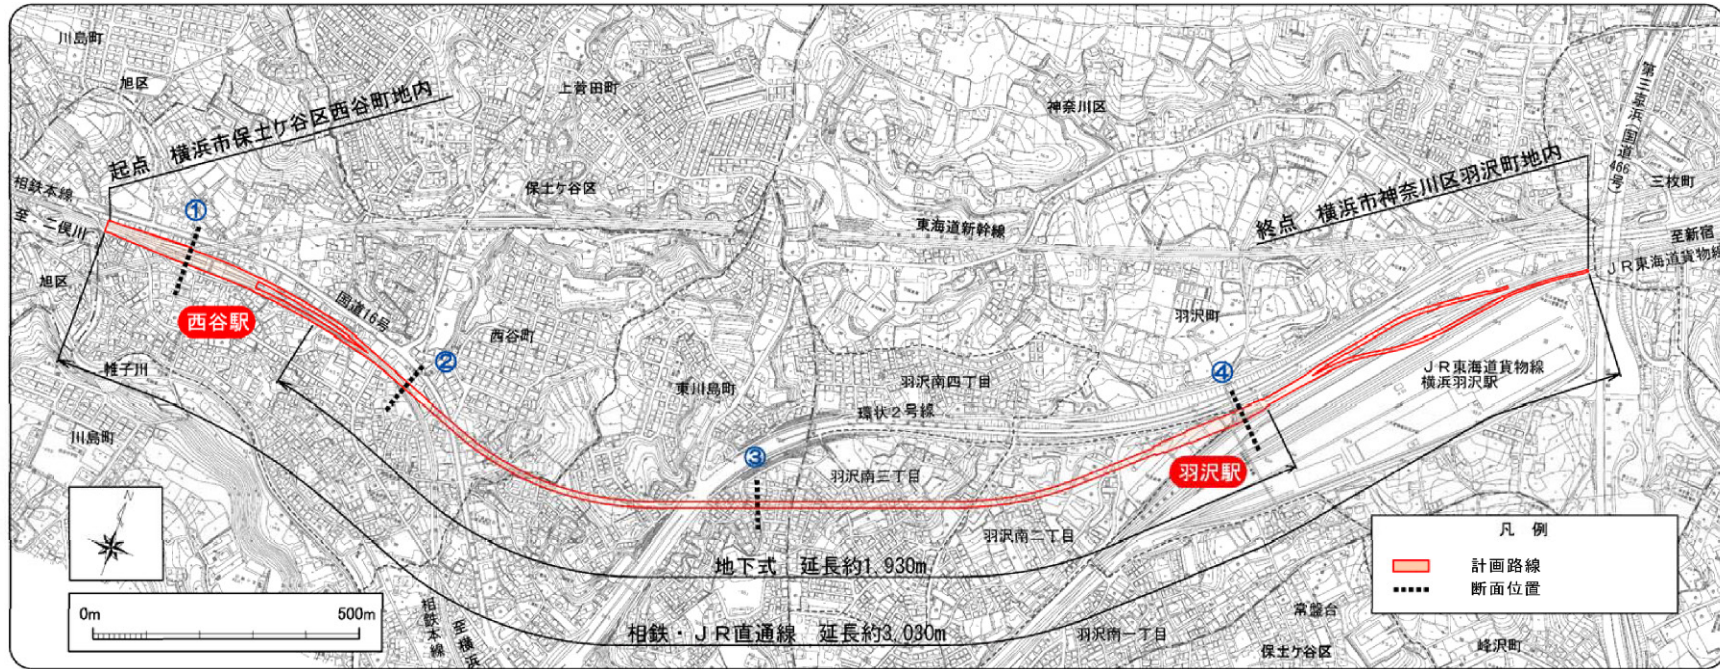 川島町
旭区
上菅田町
神奈川区
第三京浜(国道466号)
起点 横浜市保土ケ谷区西谷町地内
相鉄本線
至 二俣川
①
保土ケ谷区
東海道新幹線
終点 横浜市神奈川区羽沢町地内
三枚町
至新宿
JR東海道貨物線
旭区
西谷駅
国道16号
西谷町
羽沢町
帷子川
②
東川島町
羽沢南四丁目
④
JR東海道貨物線
横浜羽沢駅
環状2号線
川島町
③
羽沢南三丁目
羽沢駅
羽沢南二丁目
N
地下式 延長約1,930m
0m 500m
相鉄本線
至横浜
相鉄・JR直通線 延長約3,030m
羽沢南一丁目
常盤台
保土ケ谷区
峰沢町
凡例
計画路線
断面位置